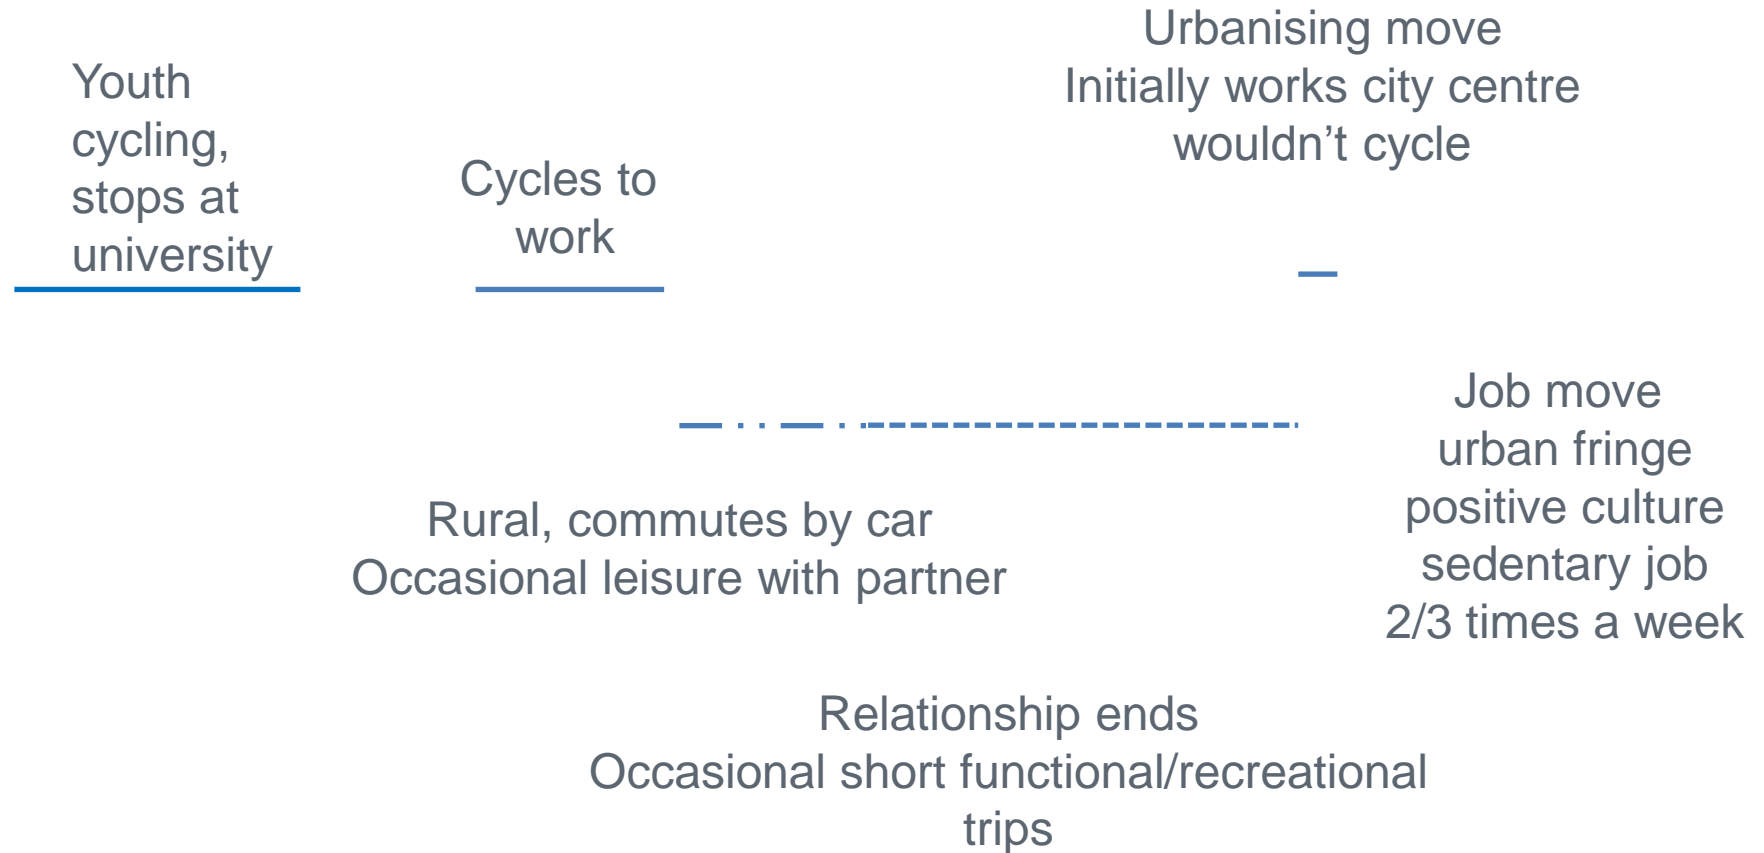 Youth
cycling,
stops at
university
Cycles to
work
Urbanising move
Initially works city centre
wouldn’t cycle
Rural, commutes by car
Occasional leisure with partner
Job move
urban fringe
positive culture
sedentary job
2/3 times a week
Relationship ends
Occasional short functional/recreational
trips